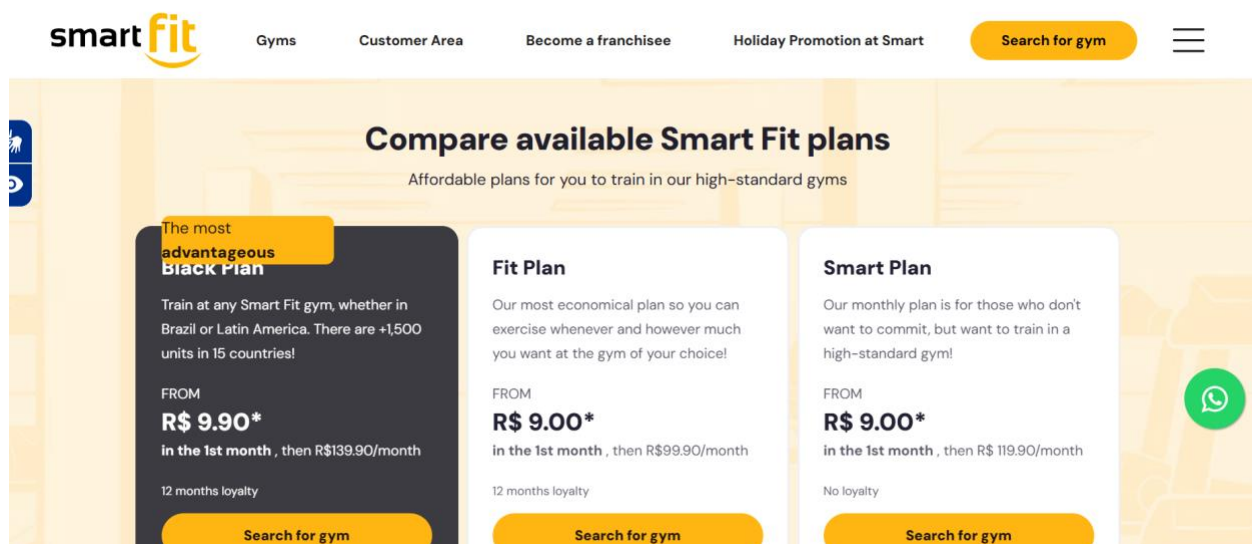 smart fit
Gyms
Customer Area
Become a franchisee
Holiday Promotion at Smart
Search for gym
Compare available Smart Fit plans
Affordable plans for you to train in our high-standard gyms
The most
advantageous
Black Plan
Train at any Smart Fit gym, whether in
Brazil or Latin America. There are +1,500
units in 15 countries!
FROM
R$ 9.90*
in the 1st month , then R$139.90/month
12 months loyalty
Search for gym
Fit Plan
Our most economical plan so you can
exercise whenever and however much
you want at the gym of your choice!
FROM
R$ 9.00*
in the 1st month , then R$99.90/month
12 months loyalty
Search for gym
Smart Plan
Our monthly plan is for those who don't
want to commit, but want to train in a
high-standard gym!
FROM
R$ 9.00*
in the 1st month , then R$ 119.90/month
No loyalty
Search for gym